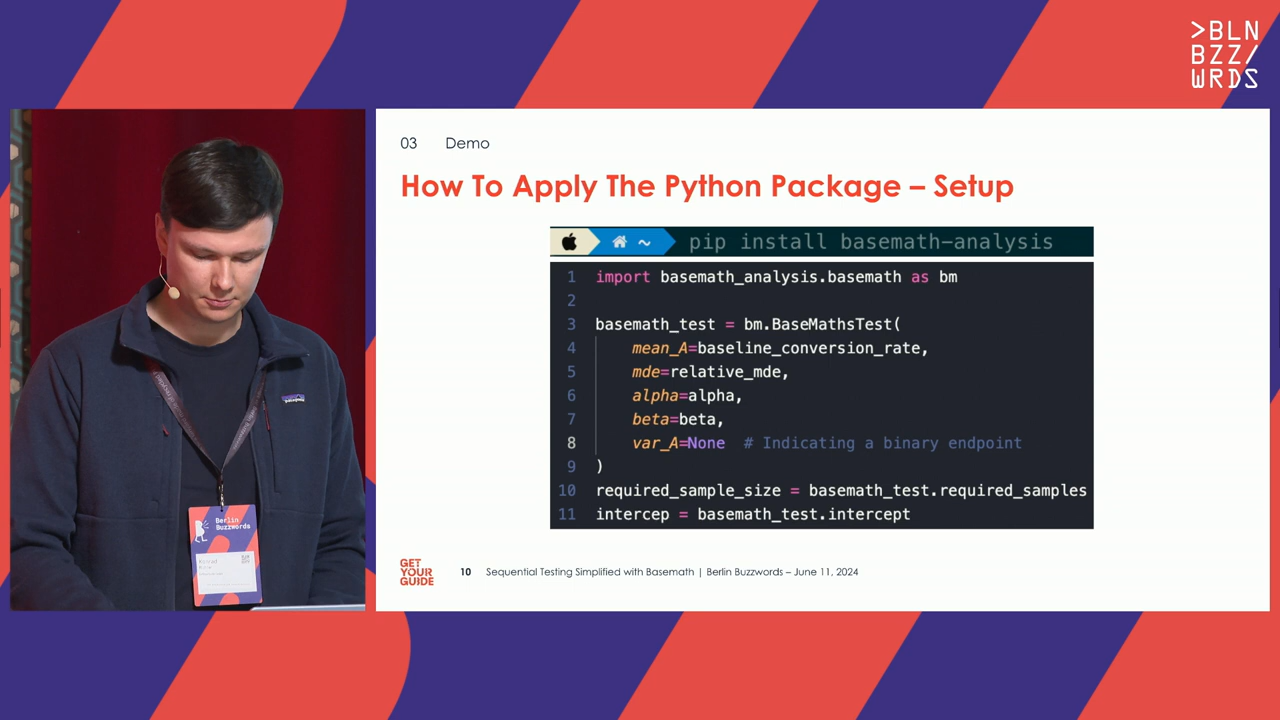 >BLN
BZZ/
WRDS
03 Demo
How To Apply The Python Package – Setup
~ pip install basemath-analysis
1 import basemath_analysis.basemath as bm
2
3 basemath_test = bm.BaseMathsTest(
4 mean_A=baseline_conversion_rate,
5 mde=relative_mde,
6 alpha=alpha,
7 beta=beta,
8 var_A=None # Indicating a binary endpoint
9 )
10 required_sample_size = basemath_test.required_samples
11 intercep = basemath_test.intercept
GET
YOUR
GUIDE
10 Sequential Testing Simplified with Basemath | Berlin Buzzwords – June 11, 2024
patagonia
Berlin
Buzzwords